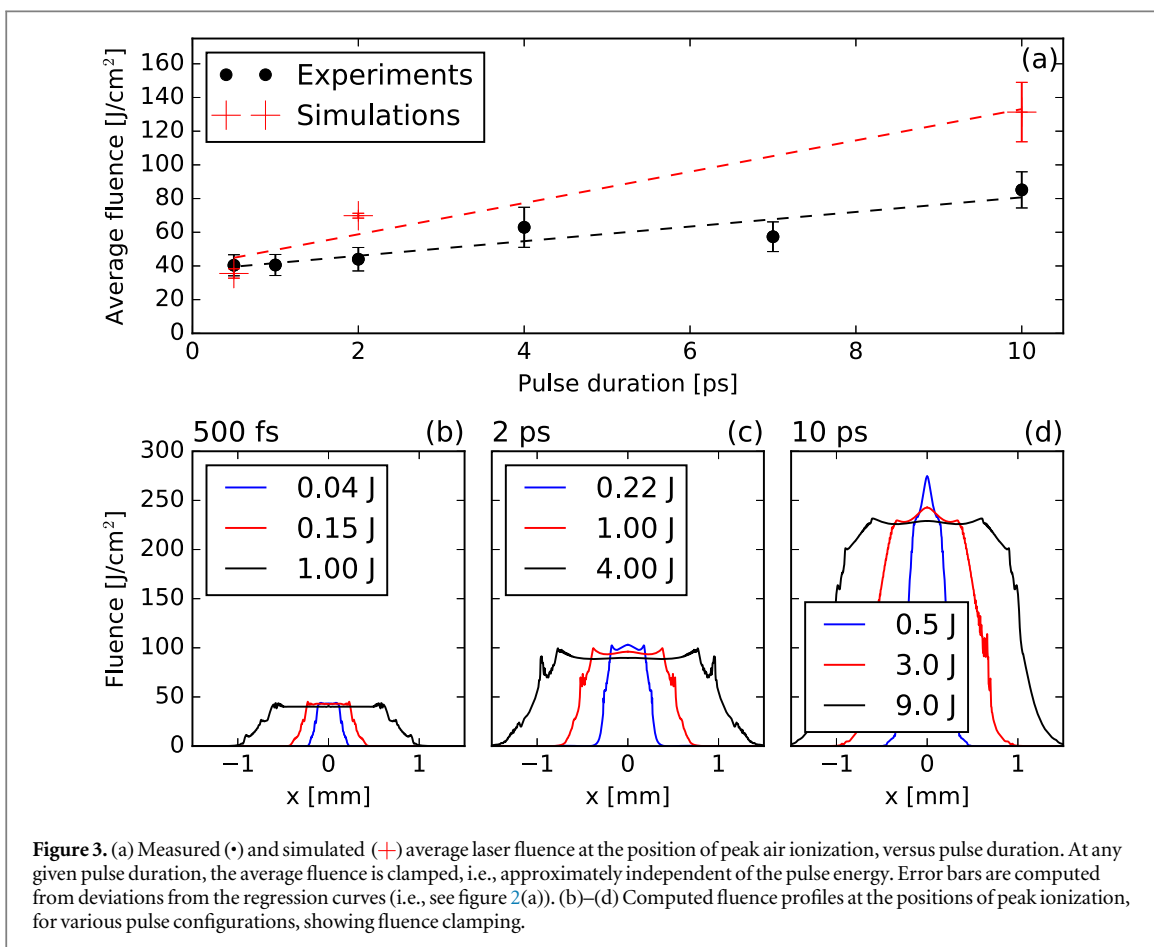 (a)
Experiments
Simulations
Average fluence [J/cm²]
160
140
120
100
80
60
40
20
0
0 2 4 6 8 10
Pulse duration [ps]
500 fs (b)
2 ps (c)
10 ps (d)
Fluence [J/cm²]
300
250
200
150
100
50
0
0.04 J
0.15 J
1.00 J
0.22 J
1.00 J
4.00 J
0.5 J
3.0 J
9.0 J
−1 0 1
−1 0 1
−1 0 1
x [mm]
x [mm]
x [mm]
Figure 3. (a) Measured (•) and simulated (+) average laser fluence at the position of peak air ionization, versus pulse duration. At any
given pulse duration, the average fluence is clamped, i.e., approximately independent of the pulse energy. Error bars are computed
from deviations from the regression curves (i.e., see figure 2(a)). (b)–(d) Computed fluence profiles at the positions of peak ionization,
for various pulse configurations, showing fluence clamping.